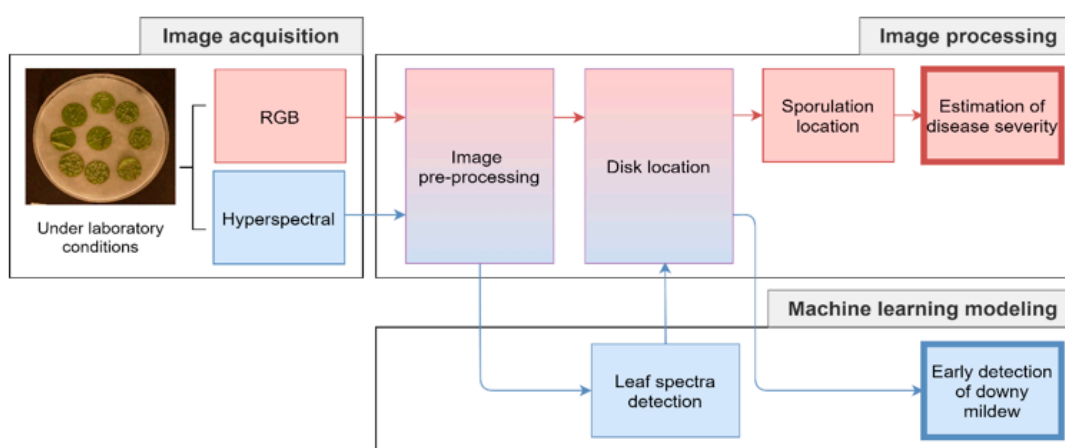 Image acquisition
Image processing
RGB
Hyperspectral
Under laboratory
conditions
Image
pre-processing
Disk location
Sporulation
location
Estimation of
disease severity
Machine learning modeling
Leaf spectra
detection
Early detection
of downy
mildew